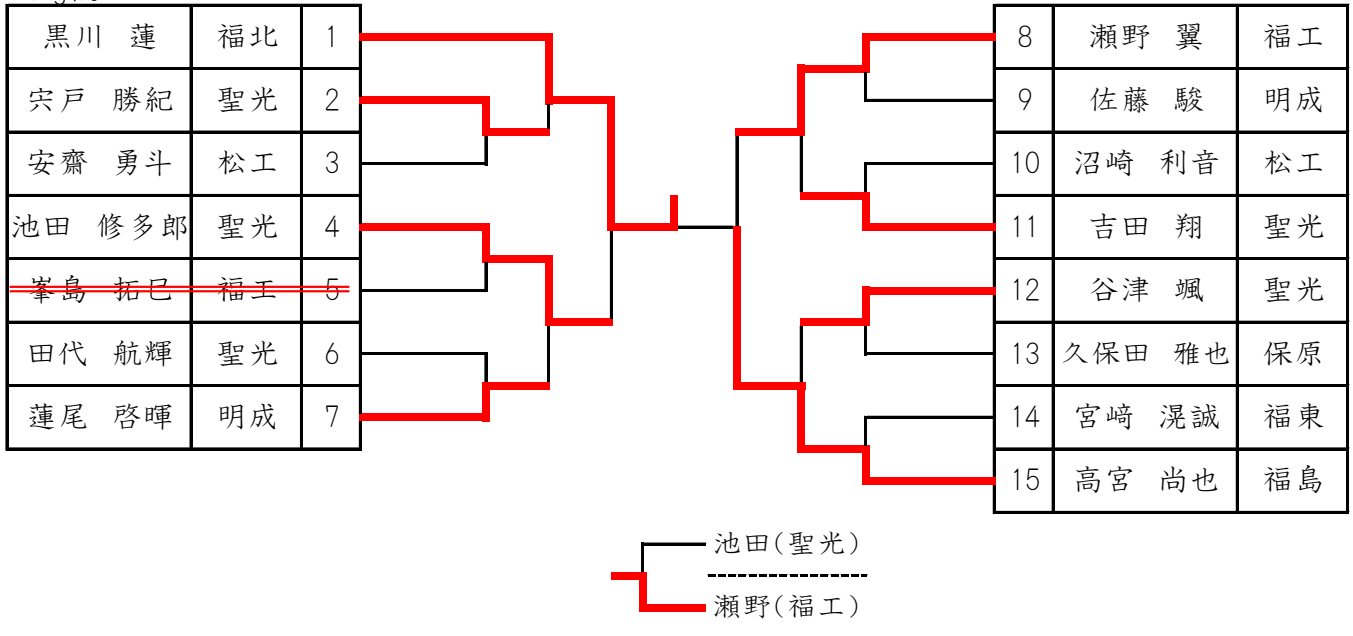 黒川 蓮 福北 1
宍戸 勝紀 聖光 2
安齋 勇斗 松工 3
池田 修多郎 聖光 4
峯島 拓巳 福工 5
田代 航輝 聖光 6
蓮尾 啓暉 明成 7
8 瀬野 翼 福工
9 佐藤 駿 明成
10 沼崎 利音 松工
11 吉田 翔 聖光
12 谷津 颯 聖光
13 久保田 雅也 保原
14 宮﨑 滉誠 福東
15 高宮 尚也 福島
池田(聖光)
瀬野(福工)